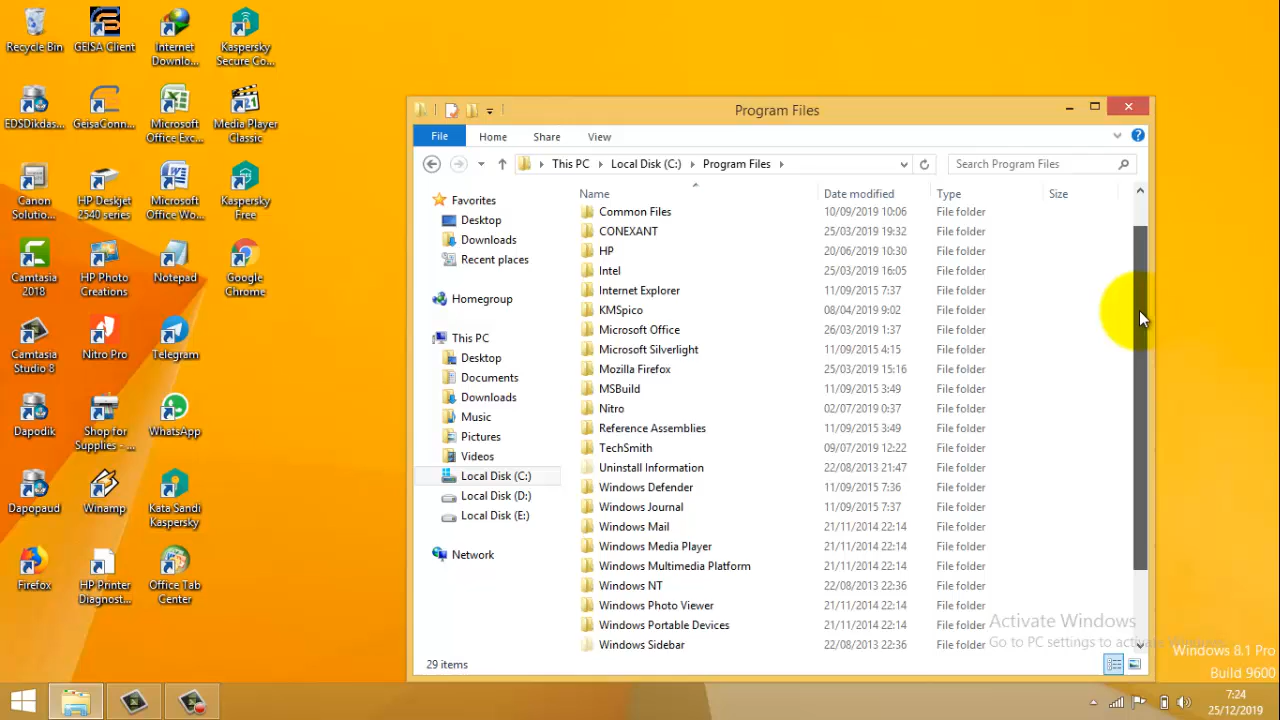 Recycle Bin
GEISA Client
Internet Downlo...
Kaspersky Secure Co...
EDSDikdas...
GeisaConn...
Microsoft Office Exc...
Media Player Classic
Canon Solutio...
HP Deskjet 2540 series
Microsoft Office Wo...
Kaspersky Free
Camtasia 2018
HP Photo Creations
Notepad
Google Chrome
Camtasia Studio 8
Nitro Pro
Telegram
Dapodik
Shop for Supplies - ...
WhatsApp
Dapopaud
Winamp
Kata Sandi Kaspersky
Firefox
HP Printer Diagnost...
Office Tab Center
Program Files
File Home Share View
This PC Local Disk (C:) Program Files
Search Program Files
Favorites
Desktop
Downloads
Recent places
Homegroup
This PC
Desktop
Documents
Downloads
Music
Pictures
Videos
Local Disk (C:)
Local Disk (D:)
Local Disk (E:)
Network
Name Date modified Type Size
Common Files 10/09/2019 10:06 File folder
CONEXANT 25/03/2019 19:32 File folder
HP 20/06/2019 10:30 File folder
Intel 25/03/2019 16:05 File folder
Internet Explorer 11/09/2015 7:37 File folder
KMSpico 08/04/2019 9:02 File folder
Microsoft Office 26/03/2019 1:37 File folder
Microsoft Silverlight 11/09/2015 4:15 File folder
Mozilla Firefox 25/03/2019 15:16 File folder
MSBuild 11/09/2015 3:49 File folder
Nitro 02/07/2019 0:37 File folder
Reference Assemblies 11/09/2015 3:49 File folder
TechSmith 09/07/2019 12:22 File folder
Uninstall Information 22/08/2013 21:47 File folder
Windows Defender 11/09/2015 7:36 File folder
Windows Journal 11/09/2015 7:37 File folder
Windows Mail 21/11/2014 22:14 File folder
Windows Media Player 21/11/2014 22:14 File folder
Windows Multimedia Platform 21/11/2014 22:14 File folder
Windows NT 22/08/2013 22:36 File folder
Windows Photo Viewer 21/11/2014 22:14 File folder
Windows Portable Devices 21/11/2014 22:14 File folder
Windows Sidebar 22/08/2013 22:36 File folder
29 items
Activate Windows
Go to PC settings to activate Windows.
Windows 8.1 Pro
Build 9600
7:24
25/12/2019